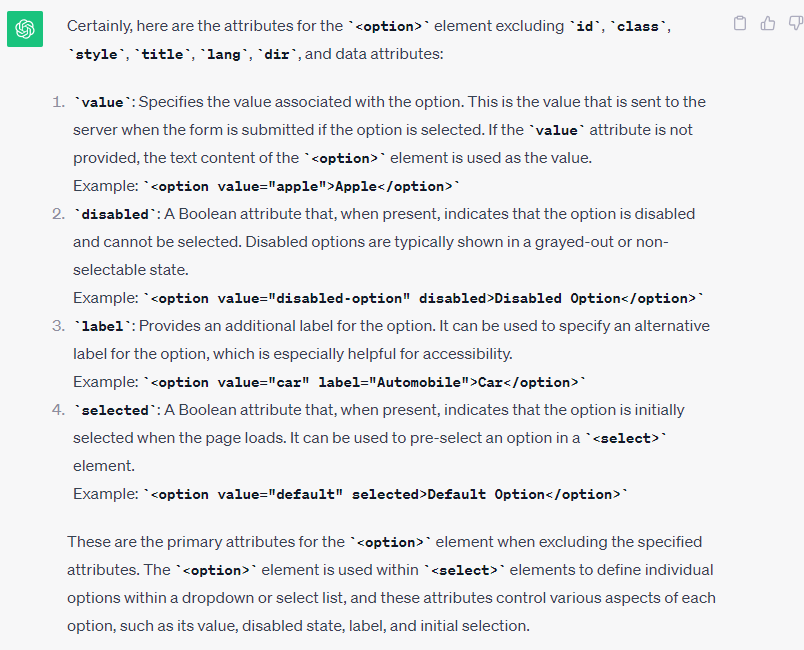 Certainly, here are the attributes for the `<option>` element excluding `id`, `class`,
`style`, `title`, `lang`, `dir`, and data attributes:
1. `value`: Specifies the value associated with the option. This is the value that is sent to the
server when the form is submitted if the option is selected. If the `value` attribute is not
provided, the text content of the `<option>` element is used as the value.
Example: `<option value="apple">Apple</option>`
2. `disabled`: A Boolean attribute that, when present, indicates that the option is disabled
and cannot be selected. Disabled options are typically shown in a grayed-out or non-
selectable state.
Example: `<option value="disabled-option" disabled>Disabled Option</option>`
3. `label`: Provides an additional label for the option. It can be used to specify an alternative
label for the option, which is especially helpful for accessibility.
Example: `<option value="car" label="Automobile">Car</option>`
4. `selected`: A Boolean attribute that, when present, indicates that the option is initially
selected when the page loads. It can be used to pre-select an option in a `<select>`
element.
Example: `<option value="default" selected>Default Option</option>`
These are the primary attributes for the `<option>` element when excluding the specified
attributes. The `<option>` element is used within `<select>` elements to define individual
options within a dropdown or select list, and these attributes control various aspects of each
option, such as its value, disabled state, label, and initial selection.